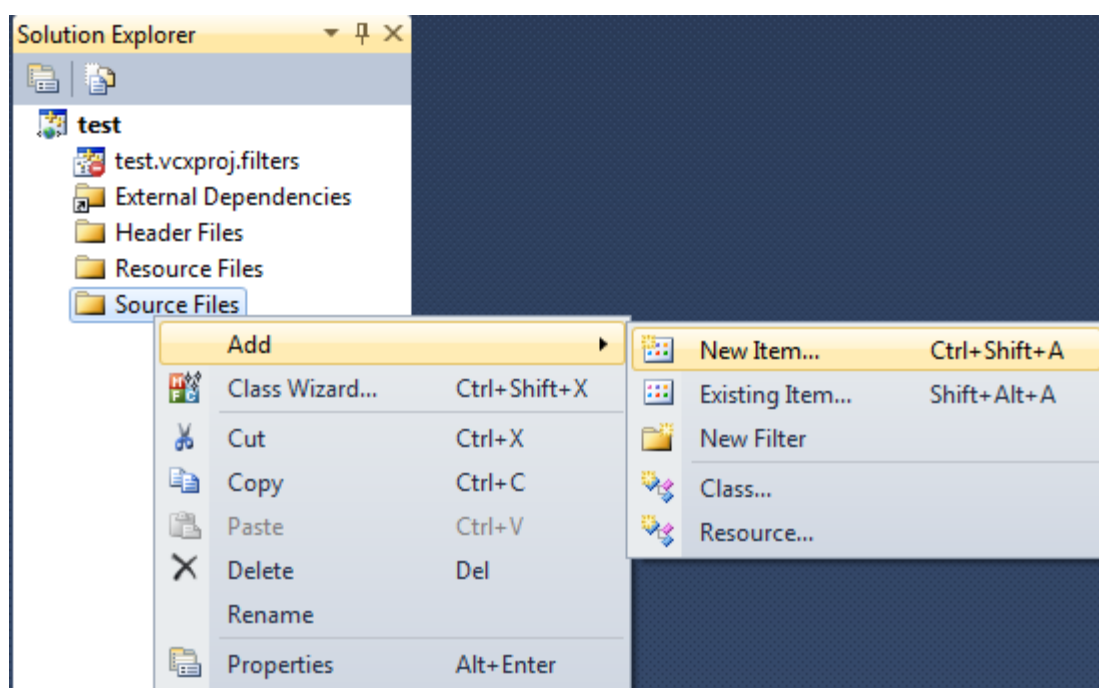 Solution Explorer
test
test.vcxproj.filters
External Dependencies
Header Files
Resource Files
Source Files
Add
Class Wizard... Ctrl+Shift+X
Cut Ctrl+X
Copy Ctrl+C
Paste Ctrl+V
Delete Del
Rename
Properties Alt+Enter
New Item... Ctrl+Shift+A
Existing Item... Shift+Alt+A
New Filter
Class...
Resource...